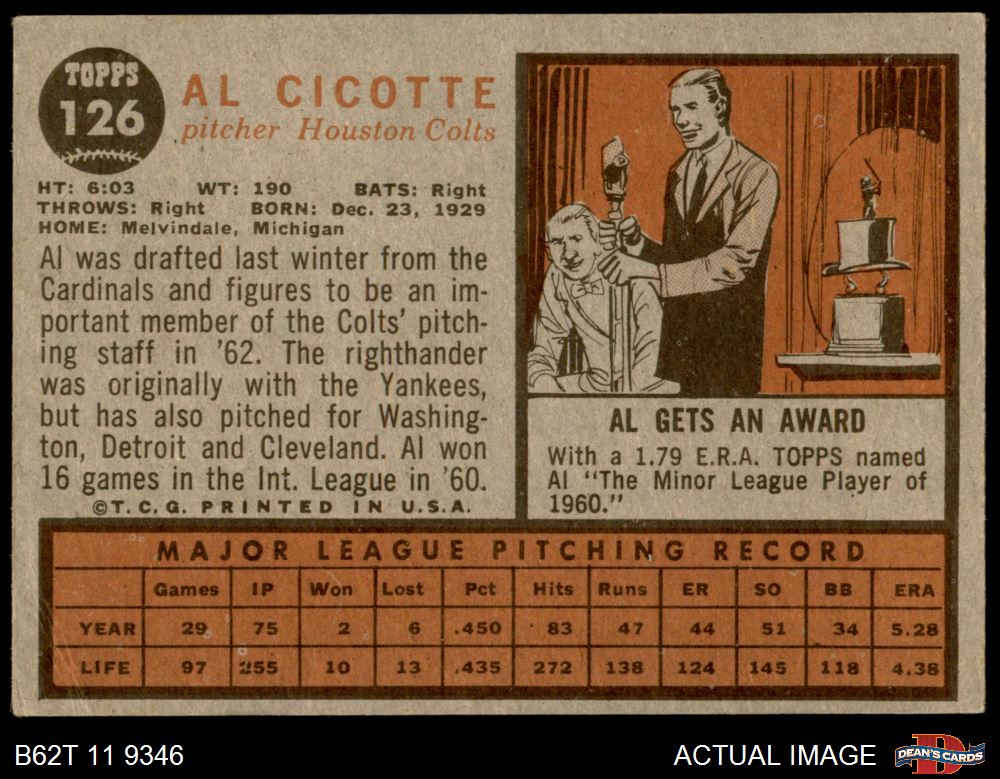 TOPPS
126
AL CICOTTE
pitcher Houston Colts
HT: 6:03 WT: 190 BATS: Right
THROWS: Right BORN: Dec. 23, 1929
HOME: Melvindale, Michigan
Al was drafted last winter from the
Cardinals and figures to be an im-
portant member of the Colts' pitch-
ing staff in '62. The righthander
was originally with the Yankees,
but has also pitched for Washing-
ton, Detroit and Cleveland. Al won
16 games in the Int. League in '60.
©T.C.G. PRINTED IN U.S.A.
AL GETS AN AWARD
With a 1.79 E.R.A. TOPPS named
Al "The Minor League Player of
1960."
MAJOR LEAGUE PITCHING RECORD
Games IP Won Lost Pct Hits Runs ER SO BB ERA
YEAR 29 75 2 6 .450 83 47 44 51 34 5.28
LIFE 97 255 10 13 .435 272 138 124 145 118 4.38
B62T 11 9346
ACTUAL IMAGE
DEAN'S CARDS